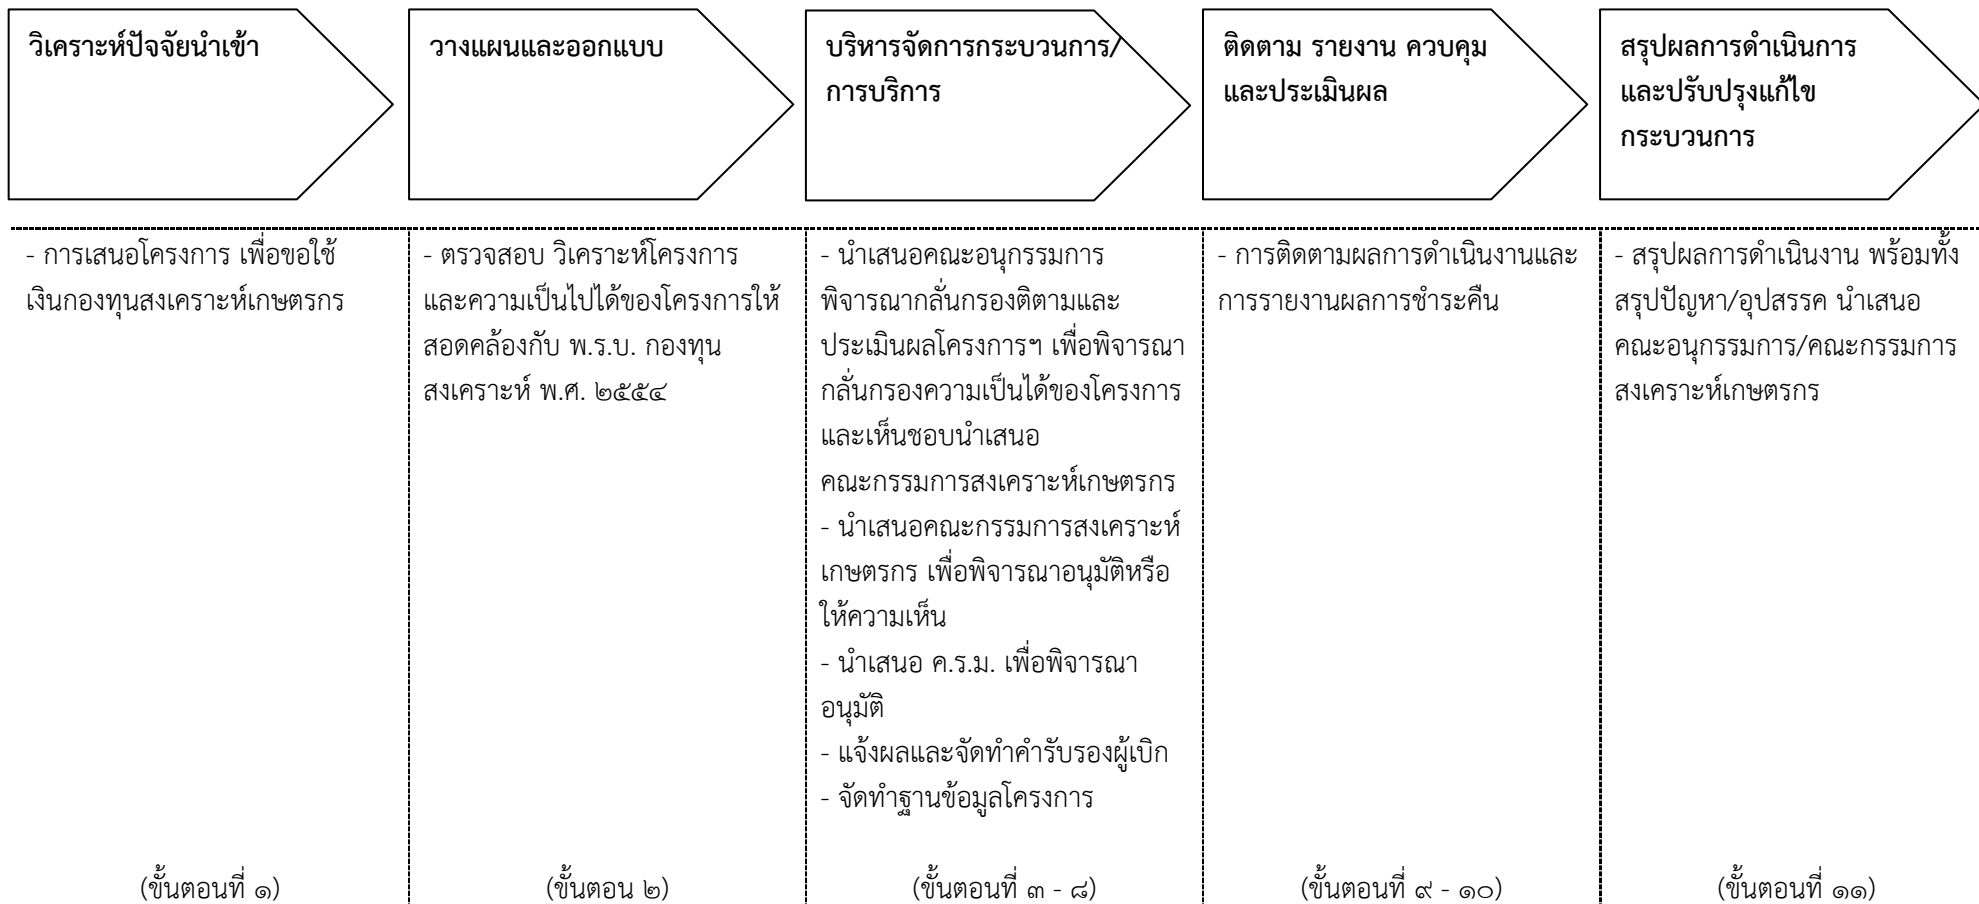 วิเคราะห์ปัจจัยนำเข้า
วางแผนและออกแบบ
บริหารจัดการกระบวนการ/
การบริการ
ติดตาม รายงาน ควบคุม
และประเมินผล
สรุปผลการดำเนินการ
และปรับปรุงแก้ไข
กระบวนการ
- การเสนอโครงการ เพื่อขอใช้
เงินกองทุนสงเคราะห์เกษตรกร
(ขั้นตอนที่ ๑)
- ตรวจสอบ วิเคราะห์โครงการ
และความเป็นไปได้ของโครงการให้
สอดคล้องกับ พ.ร.บ. กองทุน
สงเคราะห์ พ.ศ. ๒๕๕๔
(ขั้นตอน ๒)
- นำเสนอคณะอนุกรรมการ
พิจารณากลั่นกรองติตามและ
ประเมินผลโครงการฯ เพื่อพิจารณา
กลั่นกรองความเป็นได้ของโครงการ
และเห็นชอบนำเสนอ
คณะกรรมการสงเคราะห์เกษตรกร
- นำเสนอคณะกรรมการสงเคราะห์
เกษตรกร เพื่อพิจารณาอนุมัติหรือ
ให้ความเห็น
- นำเสนอ ค.ร.ม. เพื่อพิจารณา
อนุมัติ
- แจ้งผลและจัดทำคำรับรองผู้เบิก
- จัดทำฐานข้อมูลโครงการ
(ขั้นตอนที่ ๓ - ๘)
- การติดตามผลการดำเนินงานและ
การรายงานผลการชำระคืน
(ขั้นตอนที่ ๙ - ๑๐)
- สรุปผลการดำเนินงาน พร้อมทั้ง
สรุปปัญหา/อุปสรรค นำเสนอ
คณะอนุกรรมการ/คณะกรรมการ
สงเคราะห์เกษตรกร
(ขั้นตอนที่ ๑๑)